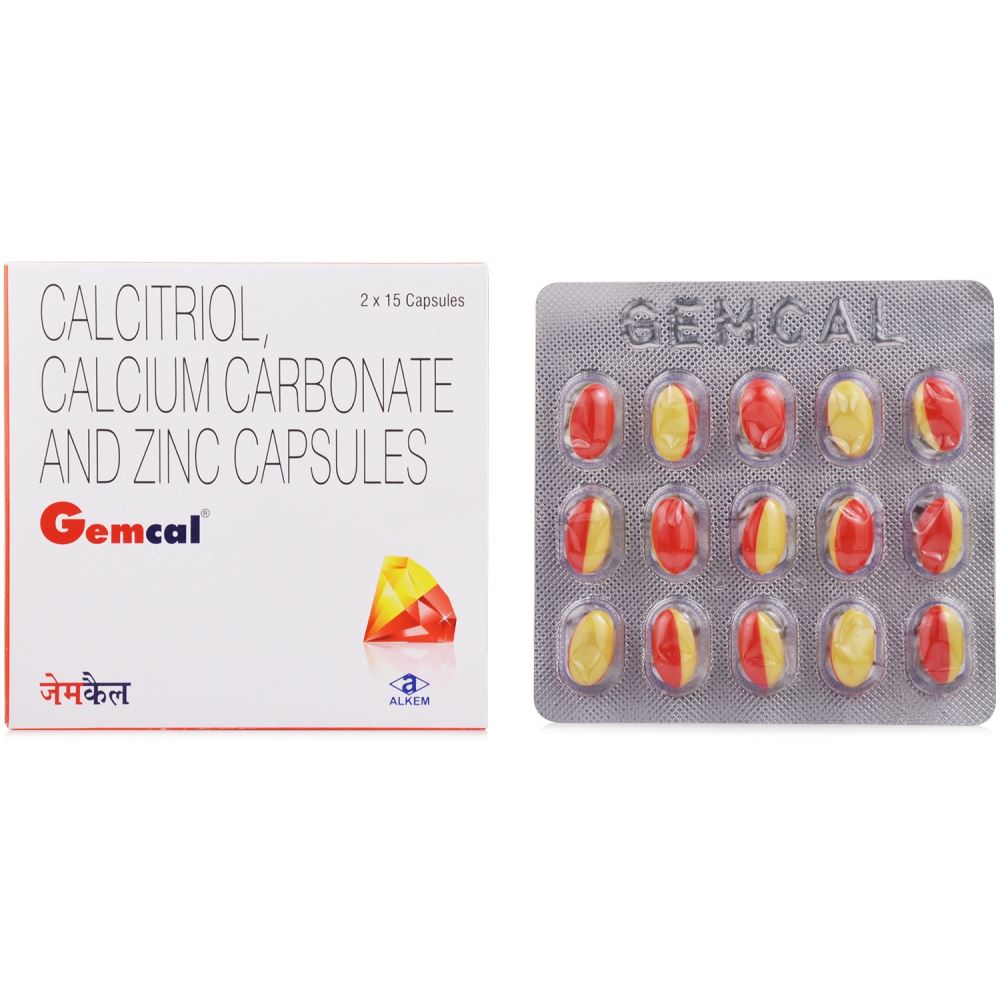 CALCITRIOL,
2 x 15 Capsules
CALCIUM CARBONATE
AND ZINC CAPSULES
Gemcal®
जेमकैल
a
ALKEM
GEMCAL